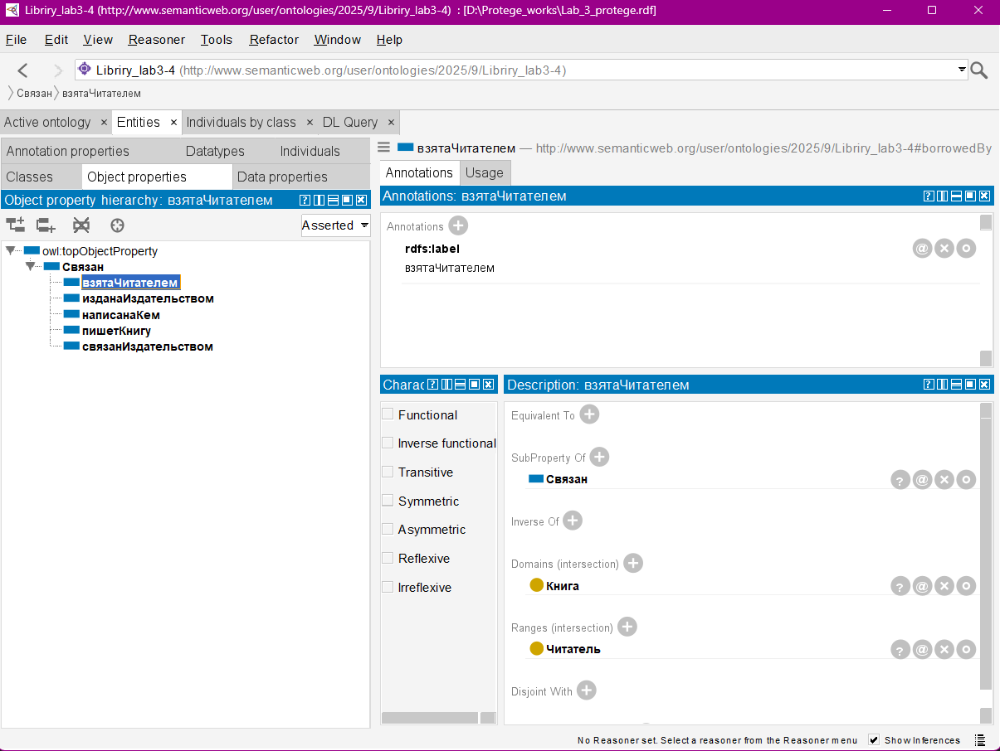 Libriry_lab3-4 (http://www.semanticweb.org/user/ontologies/2025/9/Libriry_lab3-4) : [D:\Protege_works\Lab_3_protege.rdf]
File Edit View Reasoner Tools Refactor Window Help
Libriry_lab3-4 (http://www.semanticweb.org/user/ontologies/2025/9/Libriry_lab3-4)
Связан взятаЧитателем
Active ontology × Entities × Individuals by class × DL Query ×
Annotation properties Datatypes Individuals
Classes Object properties Data properties
Object property hierarchy: взятаЧитателем
Asserted
owl:topObjectProperty
Связан
взятаЧитателем
изданаИздательством
написанаКем
пишетКнигу
связанИздательством
взятаЧитателем — http://www.semanticweb.org/user/ontologies/2025/9/Libriry_lab3-4#borrowedBy
Annotations Usage
Annotations: взятаЧитателем
Annotations
rdfs:label
взятаЧитателем
Charac
Functional
Inverse functional
Transitive
Symmetric
Asymmetric
Reflexive
Irreflexive
Description: взятаЧитателем
Equivalent To
SubProperty Of
Связан
Inverse Of
Domains (intersection)
Книга
Ranges (intersection)
Читатель
Disjoint With
No Reasoner set. Select a reasoner from the Reasoner menu Show Inferences